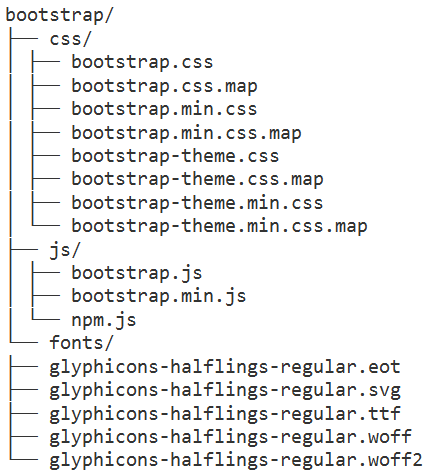 bootstrap/
├── css/
│ ├── bootstrap.css
│ ├── bootstrap.css.map
│ ├── bootstrap.min.css
│ ├── bootstrap.min.css.map
│ ├── bootstrap-theme.css
│ ├── bootstrap-theme.css.map
│ ├── bootstrap-theme.min.css
│ └── bootstrap-theme.min.css.map
├── js/
│ ├── bootstrap.js
│ ├── bootstrap.min.js
│ └── npm.js
└── fonts/
├── glyphicons-halflings-regular.eot
├── glyphicons-halflings-regular.svg
├── glyphicons-halflings-regular.ttf
├── glyphicons-halflings-regular.woff
└── glyphicons-halflings-regular.woff2